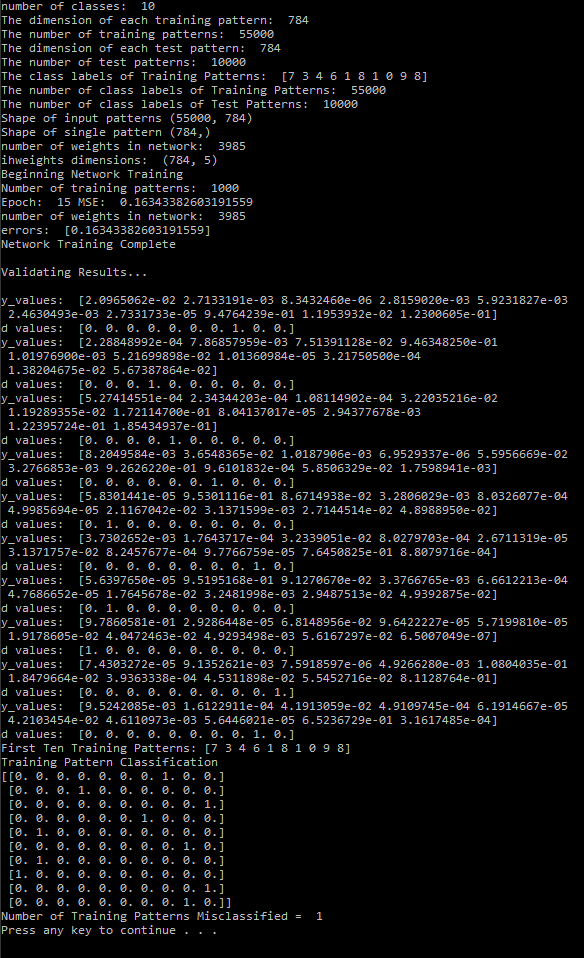 number of classes:  10
The dimension of each training pattern:  784
The number of training patterns:  55000
The dimension of each test pattern:  784
The number of test patterns:  10000
The class labels of Training Patterns:  [7 3 4 6 1 8 1 0 9 8]
The number of class labels of Training Patterns:  55000
The number of class labels of Test Patterns:  10000
Shape of input patterns (55000, 784)
Shape of single pattern (784,)
number of weights in network:  3985
ihweights dimensions:  (784, 5)
Beginning Network Training
Number of training patterns:  1000
Epoch:  15 MSE:  0.16343382603191559
number of weights in network:  3985
errors:  [0.16343382603191559]
Network Training Complete
Validating Results...
y_values:  [2.0965062e-02 2.7133191e-03 8.3432460e-06 2.8159020e-03 5.9231827e-03
 2.4630493e-03 2.7331733e-05 9.4764239e-01 1.1953932e-02 1.2300605e-01]
d values:  [0. 0. 0. 0. 0. 0. 0. 1. 0. 0.]
y_values:  [2.28848992e-04 7.86857959e-03 7.51391128e-02 9.46348250e-01
 1.01976900e-03 5.21699898e-02 1.01360984e-05 3.21750500e-04
 1.38204675e-02 5.67387864e-02]
d values:  [0. 0. 0. 1. 0. 0. 0. 0. 0. 0.]
y_values:  [5.27414551e-04 2.34344203e-04 1.08114902e-04 3.22035216e-02
 1.19289355e-02 1.72114700e-01 8.04137017e-05 2.94377678e-03
 1.22395724e-01 1.85434937e-01]
d values:  [0. 0. 0. 0. 1. 0. 0. 0. 0. 0.]
y_values:  [8.2049584e-03 3.6548365e-02 1.0187906e-03 6.9529337e-06 5.5956669e-02
 3.2766853e-03 9.2626220e-01 9.6101832e-04 5.8506329e-02 1.7598941e-03]
d values:  [0. 0. 0. 0. 0. 0. 1. 0. 0. 0.]
y_values:  [5.8301441e-05 9.5301116e-01 8.6714938e-02 3.2806029e-03 8.0326077e-04
 4.9985694e-05 2.1167042e-02 3.1371599e-03 2.7144514e-02 4.8988950e-02]
d values:  [0. 1. 0. 0. 0. 0. 0. 0. 0. 0.]
y_values:  [3.7302652e-03 1.7643717e-04 3.2339051e-02 8.0279703e-04 2.6711319e-05
 3.1371757e-02 8.2457677e-04 9.7766759e-05 7.6450825e-01 8.8079716e-04]
d values:  [0. 0. 0. 0. 0. 0. 0. 0. 1. 0.]
y_values:  [5.6397650e-05 9.5195168e-01 9.1270670e-02 3.3766765e-03 6.6612213e-04
 4.7686652e-05 1.7645678e-02 3.2481998e-03 2.9487513e-02 4.9392875e-02]
d values:  [0. 1. 0. 0. 0. 0. 0. 0. 0. 0.]
y_values:  [9.7860581e-01 2.9286448e-05 6.8148956e-02 9.6422227e-05 5.7199810e-05
 1.9178605e-02 4.0472463e-02 4.9293498e-03 5.6167297e-02 6.5007049e-07]
d values:  [1. 0. 0. 0. 0. 0. 0. 0. 0. 0.]
y_values:  [7.4303272e-05 9.1352621e-03 7.5918597e-06 4.9266280e-03 1.0804035e-01
 1.8479664e-02 3.9363338e-04 4.5311898e-02 5.5452716e-02 8.1128764e-01]
d values:  [0. 0. 0. 0. 0. 0. 0. 0. 0. 1.]
y_values:  [9.5242085e-03 1.6122911e-04 4.1913059e-02 4.9109745e-04 6.1914667e-05
 4.2103454e-02 4.6110973e-03 5.6446021e-05 6.5236729e-01 3.1617485e-04]
d values:  [0. 0. 0. 0. 0. 0. 0. 0. 1. 0.]
First Ten Training Patterns: [7 3 4 6 1 8 1 0 9 8]
Training Pattern Classification
[[0. 0. 0. 0. 0. 0. 0. 1. 0. 0.]
 [0. 0. 0. 1. 0. 0. 0. 0. 0. 0.]
 [0. 0. 0. 0. 0. 0. 0. 0. 0. 1.]
 [0. 0. 0. 0. 0. 0. 1. 0. 0. 0.]
 [0. 1. 0. 0. 0. 0. 0. 0. 0. 0.]
 [0. 0. 0. 0. 0. 0. 0. 0. 1. 0.]
 [0. 1. 0. 0. 0. 0. 0. 0. 0. 0.]
 [1. 0. 0. 0. 0. 0. 0. 0. 0. 0.]
 [0. 0. 0. 0. 0. 0. 0. 0. 0. 1.]
 [0. 0. 0. 0. 0. 0. 0. 0. 1. 0.]]
Number of Training Patterns Misclassified =  1
Press any key to continue . . .